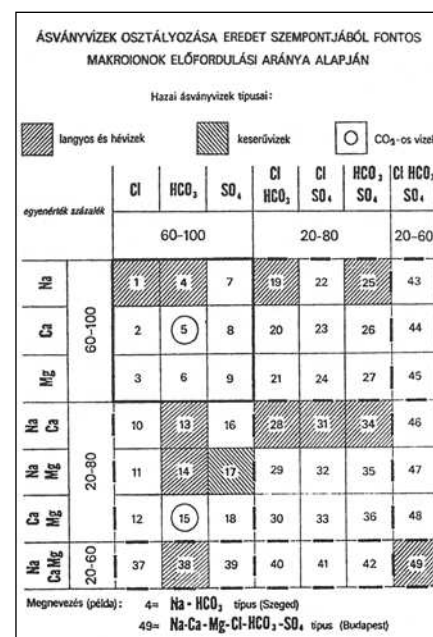 ÁSVÁNYVÍZEK OSZTÁLYOZÁSA EREDET SZEMPONTJÁBÓL FONTOS
MAKROIONOK ELŐFORDULÁSI ARÁNYA ALAPJÁN
Hazai ásványvizek típusai:
langyos és hévizek keserűvizek CO₂-os vizek
egyenérték százalék Cl HCO₃ SO₄ Cl HCO₃ Cl SO₄ HCO₃ SO₄ Cl HCO₃ SO₄
60-100 20-80 20-60
Na 60-100 1 4 7 19 22 25 43
Ca 2 5 8 20 23 26 44
Mg 3 6 9 21 24 27 45
Na Ca 20-80 10 13 16 28 31 34 46
Na Mg 11 14 17 29 32 35 47
Ca Mg 12 15 18 30 33 36 48
Na CaMg 20-60 37 38 39 40 41 42 49
Megnevezés (példa): 4= Na-HCO₃ típus (Szeged)
49= Na-Ca-Mg-Cl-HCO₃-SO₄ típus (Budapest)